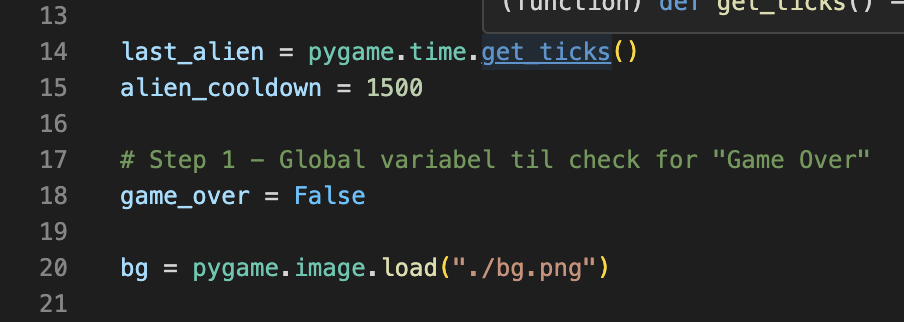 (function) def get_ticks() →
13
14 last_alien = pygame.time.get_ticks()
15 alien_cooldown = 1500
16
17 # Step 1 - Global variabel til check for "Game Over"
18 game_over = False
19
20 bg = pygame.image.load("./bg.png")
21